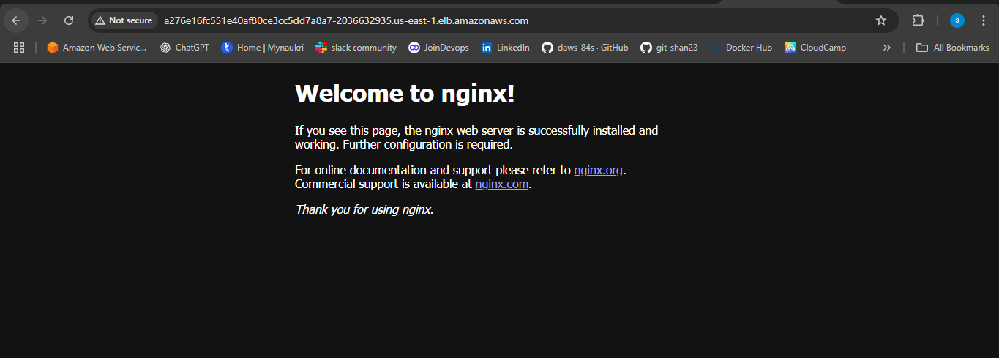 Not secure a276e16fc551e40af80ce3cc5dd7a8a7-2036632935.us-east-1.elb.amazonaws.com s
Amazon Web Servic... ChatGPT Home | Mynaukri slack community JoinDevops LinkedIn daws-84s · GitHub git-shan23 Docker Hub CloudCamp » All Bookmarks
Welcome to nginx!
If you see this page, the nginx web server is successfully installed and
working. Further configuration is required.
For online documentation and support please refer to nginx.org.
Commercial support is available at nginx.com.
Thank you for using nginx.